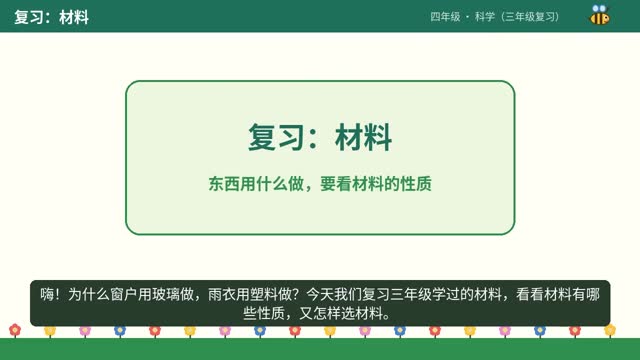 复习：材料
四年级 · 科学（三年级复习）
复习：材料
东西用什么做，要看材料的性质
嗨！为什么窗户用玻璃做，雨衣用塑料做？今天我们复习三年级学过的材料，看看材料有哪
些性质，又怎样选材料。